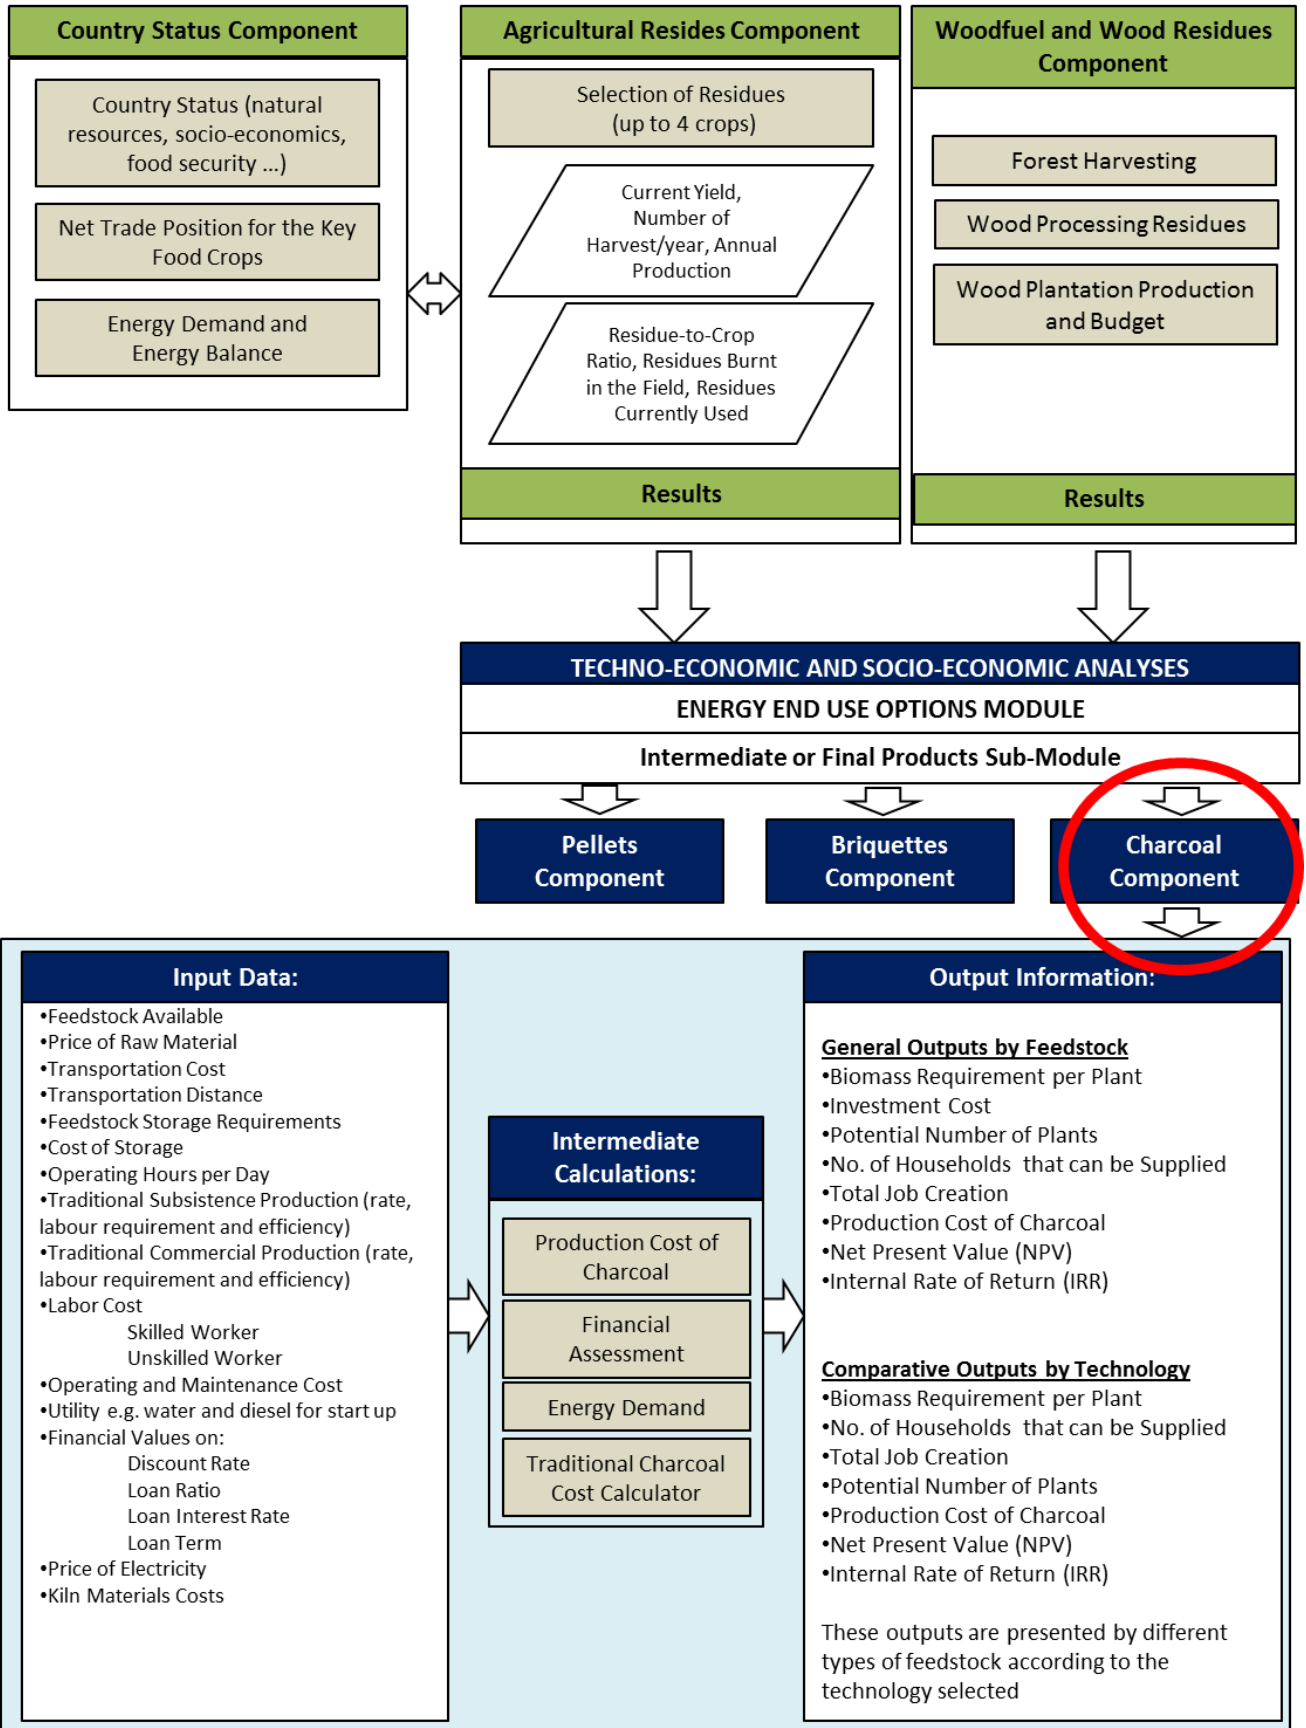 Country Status Component
Country Status (natural
resources, socio-economics,
food security ...)
Net Trade Position for the Key
Food Crops
Energy Demand and
Energy Balance
Agricultural Resides Component
Selection of Residues
(up to 4 crops)
Current Yield,
Number of
Harvest/year, Annual
Production
Residue-to-Crop
Ratio, Residues Burnt
in the Field, Residues
Currently Used
Results
Woodfuel and Wood Residues
Component
Forest Harvesting
Wood Processing Residues
Wood Plantation Production
and Budget
Results
TECHNO-ECONOMIC AND SOCIO-ECONOMIC ANALYSES
ENERGY END USE OPTIONS MODULE
Intermediate or Final Products Sub-Module
Pellets
Component
Briquettes
Component
Charcoal
Component
Input Data:
•Feedstock Available
•Price of Raw Material
•Transportation Cost
•Transportation Distance
•Feedstock Storage Requirements
•Cost of Storage
•Operating Hours per Day
•Traditional Subsistence Production (rate,
labour requirement and efficiency)
•Traditional Commercial Production (rate,
labour requirement and efficiency)
•Labor Cost
Skilled Worker
Unskilled Worker
•Operating and Maintenance Cost
•Utility e.g. water and diesel for start up
•Financial Values on:
Discount Rate
Loan Ratio
Loan Interest Rate
Loan Term
•Price of Electricity
•Kiln Materials Costs
Intermediate
Calculations:
Production Cost of
Charcoal
Financial
Assessment
Energy Demand
Traditional Charcoal
Cost Calculator
Output Information:
General Outputs by Feedstock
•Biomass Requirement per Plant
•Investment Cost
•Potential Number of Plants
•No. of Households that can be Supplied
•Total Job Creation
•Production Cost of Charcoal
•Net Present Value (NPV)
•Internal Rate of Return (IRR)
Comparative Outputs by Technology
•Biomass Requirement per Plant
•No. of Households that can be Supplied
•Total Job Creation
•Potential Number of Plants
•Production Cost of Charcoal
•Net Present Value (NPV)
•Internal Rate of Return (IRR)
These outputs are presented by different
types of feedstock according to the
technology selected